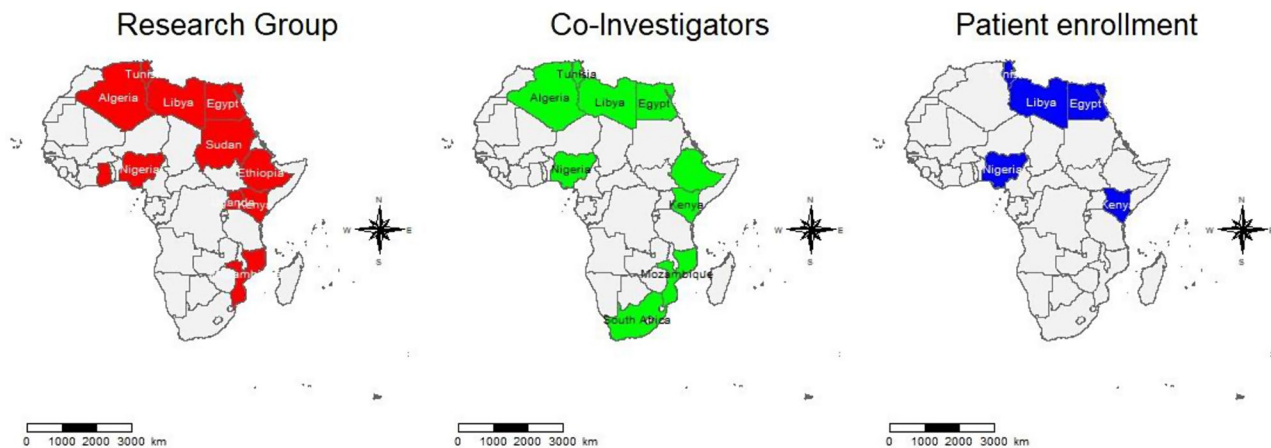 Research Group
Co-Investigators
Patient enrollment
Tunis
Algeria
Libya
Egypt
Sudan
Nigeria
Ethiopia
Kenya
N
W
E
S
0 1000 2000 3000 km
Tunisia
Algeria
Libya
Egypt
Nigeria
Kenya
Mozambique
South Africa
N
W
E
S
0 1000 2000 3000 km
Libya
Egypt
Nigeria
Kenya
N
W
E
S
0 1000 2000 3000 km